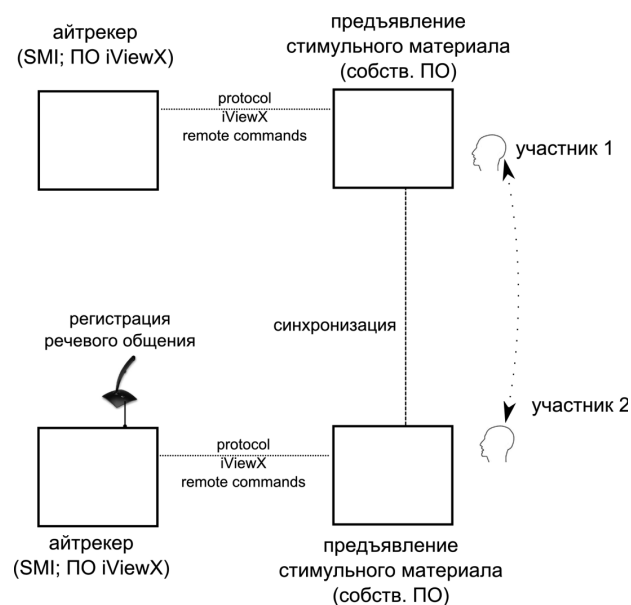 айтрекер
(SMI; ПО iViewX)
предъявление
стимульного материала
(собств. ПО)
protocol
iViewX
remote commands
участник 1
регистрация
речевого общения
синхронизация
участник 2
protocol
iViewX
remote commands
айтрекер
(SMI; ПО iViewX)
предъявление
стимульного материала
(собств. ПО)